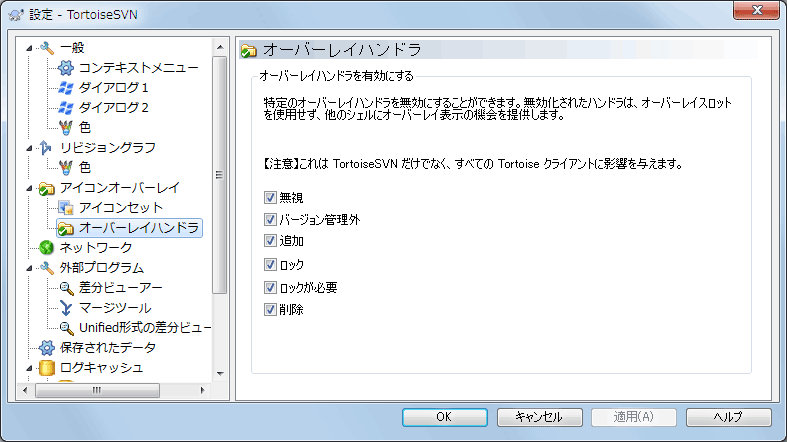 設定 - TortoiseSVN
一般
コンテキストメニュー
ダイアログ1
ダイアログ2
色
リビジョングラフ
色
アイコンオーバーレイ
アイコンセット
オーバーレイハンドラ
ネットワーク
外部プログラム
差分ビューアー
マージツール
Unified形式の差分ビュー
保存されたデータ
ログキャッシュ
オーバーレイハンドラ
オーバーレイハンドラを有効にする
特定のオーバーレイハンドラを無効にすることができます。無効化されたハンドラは、オーバーレイスロット
を使用せず、他のシェルにオーバーレイ表示の機会を提供します。
【注意】これは TortoiseSVN だけでなく、すべての Tortoise クライアントに影響を与えます。
無視
バージョン管理外
追加
ロック
ロックが必要
削除
OK
キャンセル
適用(A)
ヘルプ